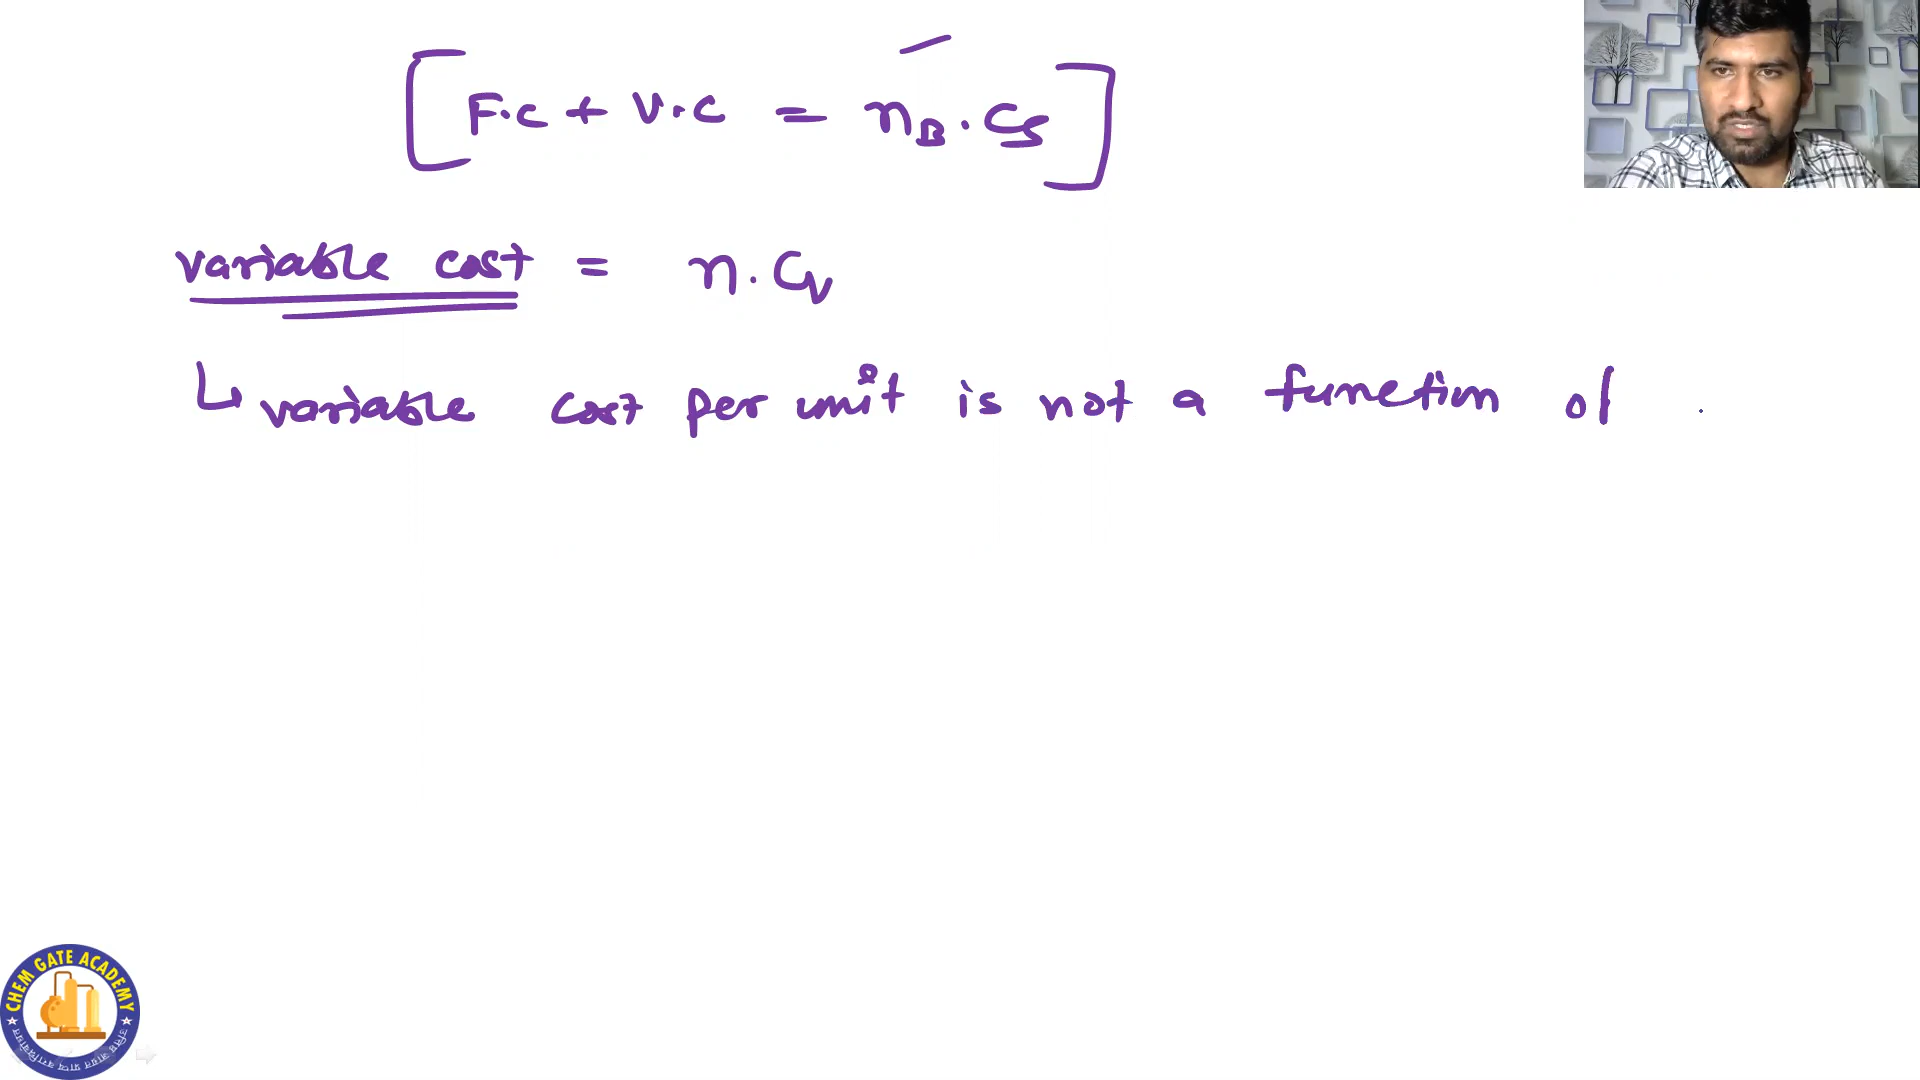 [F.C + V.C = n_B . C_S]
variable cost = n . C_V
↳ variable cost per unit is not a function of
CHEM GATE ACADEMY